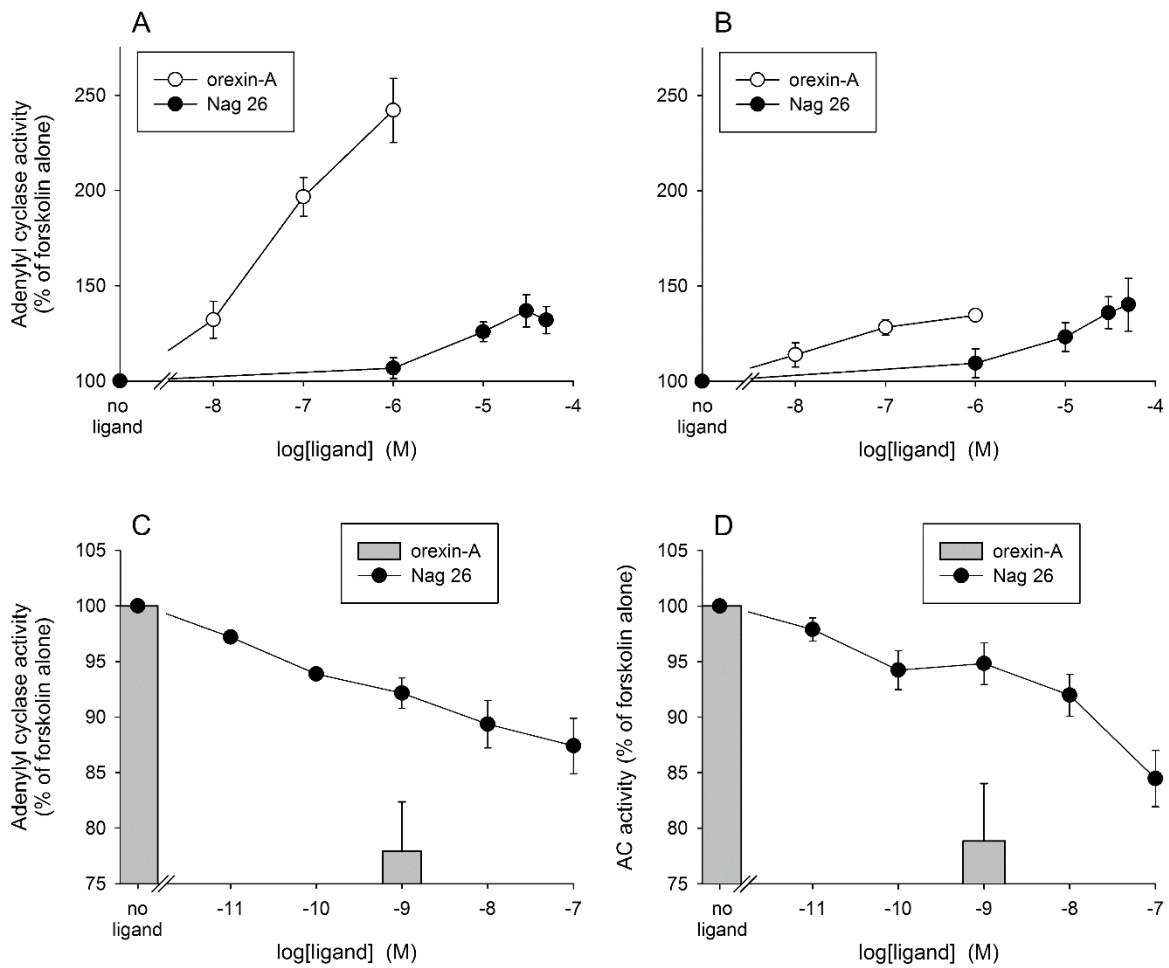 A
orexin-A
Nag 26
250
200
150
100
Adenylyl cyclase activity
(% of forskolin alone)
no
ligand
-8
-7
-6
-5
-4
log[ligand] (M)
B
orexin-A
Nag 26
250
200
150
100
no
ligand
-8
-7
-6
-5
-4
log[ligand] (M)
C
orexin-A
Nag 26
105
100
95
90
85
80
75
Adenylyl cyclase activity
(% of forskolin alone)
no
ligand
-11
-10
-9
-8
-7
log[ligand] (M)
D
orexin-A
Nag 26
105
100
95
90
85
80
75
AC activity (% of forskolin alone)
no
ligand
-11
-10
-9
-8
-7
log[ligand] (M)